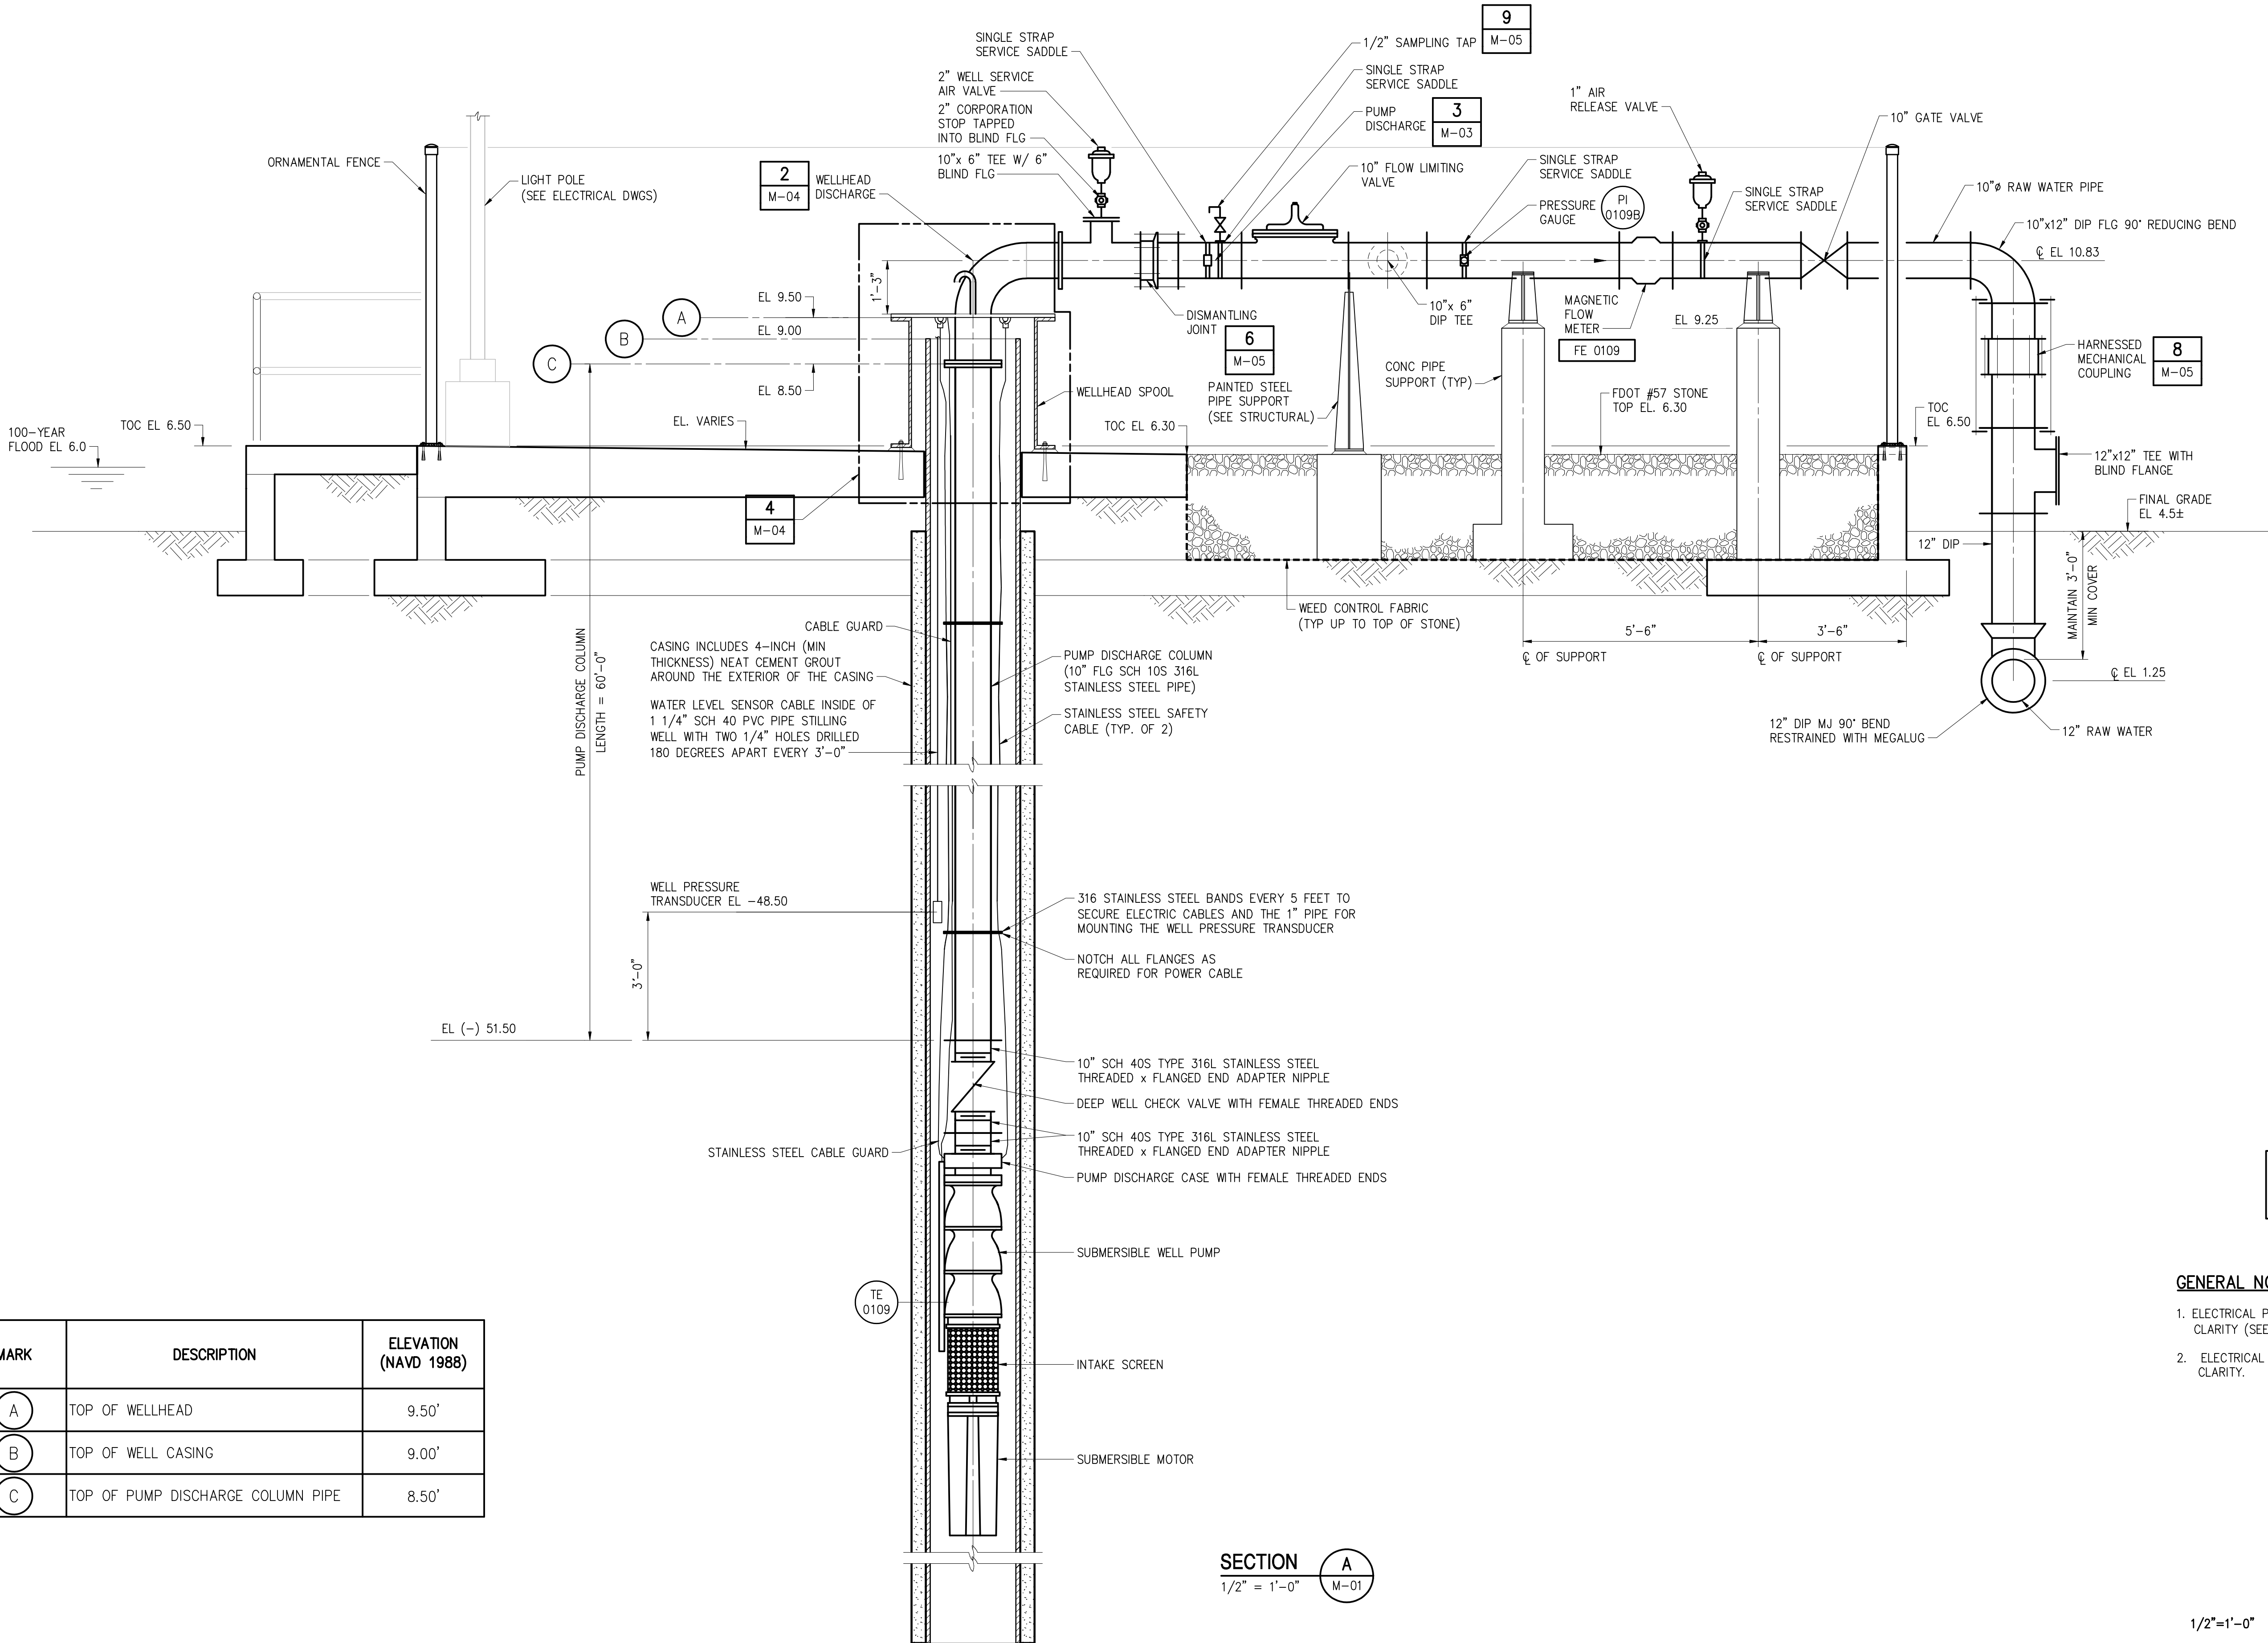 9
M-05
SINGLE STRAP
SERVICE SADDLE
1/2" SAMPLING TAP
SINGLE STRAP
SERVICE SADDLE
2" WELL SERVICE
AIR VALVE
2" CORPORATION
STOP TAPPED
INTO BLIND FLG
10"x 6" TEE W/ 6"
BLIND FLG
PUMP
DISCHARGE
3
M-03
1" AIR
RELEASE VALVE
10" GATE VALVE
ORNAMENTAL FENCE
LIGHT POLE
(SEE ELECTRICAL DWGS)
2
M-04
WELLHEAD
DISCHARGE
10" FLOW LIMITING
VALVE
SINGLE STRAP
SERVICE SADDLE
PRESSURE
GAUGE
PI
0109B
SINGLE STRAP
SERVICE SADDLE
10"ø RAW WATER PIPE
10"x12" DIP FLG 90° REDUCING BEND
℄ EL 10.83
1'-3"
EL 9.50
A
EL 9.00
B
C
EL 8.50
DISMANTLING
JOINT
6
M-05
10"x 6"
DIP TEE
MAGNETIC
FLOW
METER
FE 0109
EL 9.25
HARNESSED
MECHANICAL
COUPLING
8
M-05
WELLHEAD SPOOL
PAINTED STEEL
PIPE SUPPORT
(SEE STRUCTURAL)
CONC PIPE
SUPPORT (TYP)
FDOT #57 STONE
TOP EL. 6.30
TOC
EL 6.50
100-YEAR
FLOOD EL 6.0
TOC EL 6.50
EL. VARIES
TOC EL 6.30
12"x12" TEE WITH
BLIND FLANGE
FINAL GRADE
EL 4.5±
4
M-04
12" DIP
MAINTAIN 3'-0"
MIN COVER
WEED CONTROL FABRIC
(TYP UP TO TOP OF STONE)
5'-6"
3'-6"
℄ OF SUPPORT
℄ OF SUPPORT
℄ EL 1.25
12" DIP MJ 90° BEND
RESTRAINED WITH MEGALUG
12" RAW WATER
PUMP DISCHARGE COLUMN
LENGTH = 60'-0"
CABLE GUARD
CASING INCLUDES 4-INCH (MIN
THICKNESS) NEAT CEMENT GROUT
AROUND THE EXTERIOR OF THE CASING
WATER LEVEL SENSOR CABLE INSIDE OF
1 1/4" SCH 40 PVC PIPE STILLING
WELL WITH TWO 1/4" HOLES DRILLED
180 DEGREES APART EVERY 3'-0"
PUMP DISCHARGE COLUMN
(10" FLG SCH 10S 316L
STAINLESS STEEL PIPE)
STAINLESS STEEL SAFETY
CABLE (TYP. OF 2)
WELL PRESSURE
TRANSDUCER EL -48.50
3'-0"
EL (-) 51.50
316 STAINLESS STEEL BANDS EVERY 5 FEET TO
SECURE ELECTRIC CABLES AND THE 1" PIPE FOR
MOUNTING THE WELL PRESSURE TRANSDUCER
NOTCH ALL FLANGES AS
REQUIRED FOR POWER CABLE
10" SCH 40S TYPE 316L STAINLESS STEEL
THREADED x FLANGED END ADAPTER NIPPLE
DEEP WELL CHECK VALVE WITH FEMALE THREADED ENDS
10" SCH 40S TYPE 316L STAINLESS STEEL
THREADED x FLANGED END ADAPTER NIPPLE
STAINLESS STEEL CABLE GUARD
PUMP DISCHARGE CASE WITH FEMALE THREADED ENDS
SUBMERSIBLE WELL PUMP
TE
0109
INTAKE SCREEN
SUBMERSIBLE MOTOR
MARK DESCRIPTION ELEVATION
(NAVD 1988)
A TOP OF WELLHEAD 9.50'
B TOP OF WELL CASING 9.00'
C TOP OF PUMP DISCHARGE COLUMN PIPE 8.50'
SECTION
1/2" = 1'-0"
A
M-01
GENERAL
1. ELECTRICAL
CLARITY (SEE
2. ELECTRICAL
CLARITY.
1/2"=1'-0"